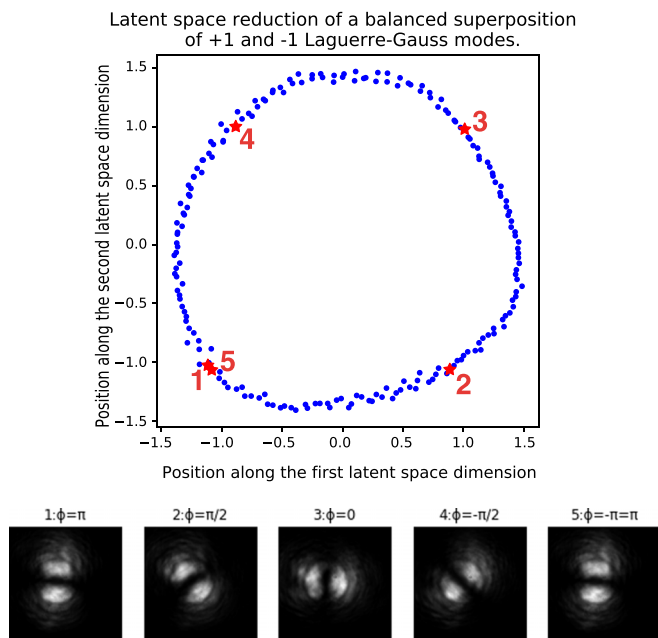 Latent space reduction of a balanced superposition
of +1 and -1 Laguerre-Gauss modes.
Position along the second latent space dimension
1.5
1.0
0.5
0.0
−0.5
−1.0
−1.5
4
3
5
1
2
−1.5 −1.0 −0.5 0.0 0.5 1.0 1.5
Position along the first latent space dimension
1:ϕ=π 2:ϕ=π/2 3:ϕ=0 4:ϕ=-π/2 5:ϕ=-π=π